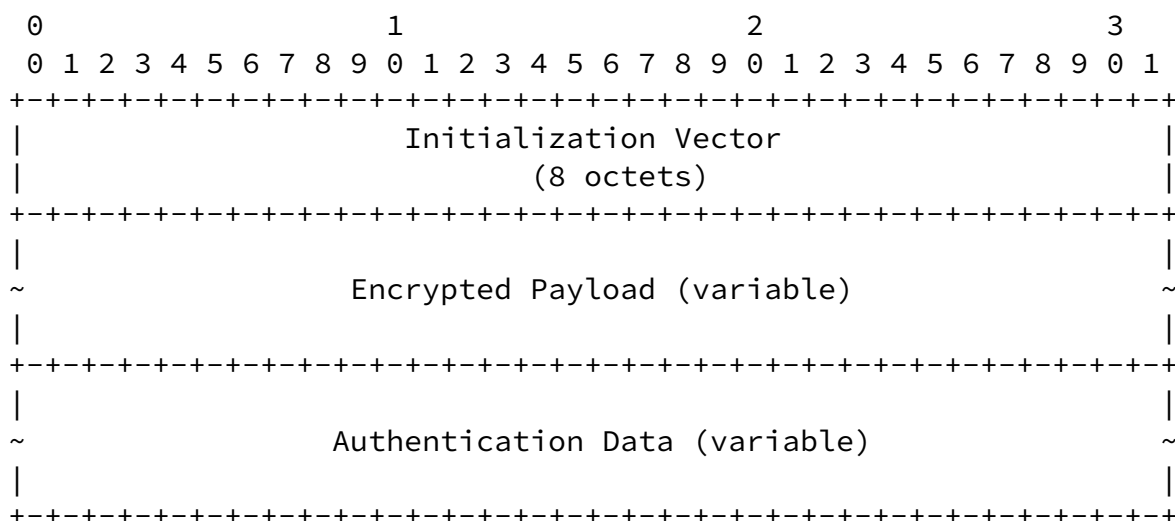 0                   1                   2                   3
 0 1 2 3 4 5 6 7 8 9 0 1 2 3 4 5 6 7 8 9 0 1 2 3 4 5 6 7 8 9 0 1
+-+-+-+-+-+-+-+-+-+-+-+-+-+-+-+-+-+-+-+-+-+-+-+-+-+-+-+-+-+-+-+-+
|                     Initialization Vector                     |
|                            (8 octets)                         |
+-+-+-+-+-+-+-+-+-+-+-+-+-+-+-+-+-+-+-+-+-+-+-+-+-+-+-+-+-+-+-+-+
|                                                               |
~                  Encrypted Payload (variable)                 ~
|                                                               |
+-+-+-+-+-+-+-+-+-+-+-+-+-+-+-+-+-+-+-+-+-+-+-+-+-+-+-+-+-+-+-+-+
|                                                               |
~                 Authentication Data (variable)                ~
|                                                               |
+-+-+-+-+-+-+-+-+-+-+-+-+-+-+-+-+-+-+-+-+-+-+-+-+-+-+-+-+-+-+-+-+